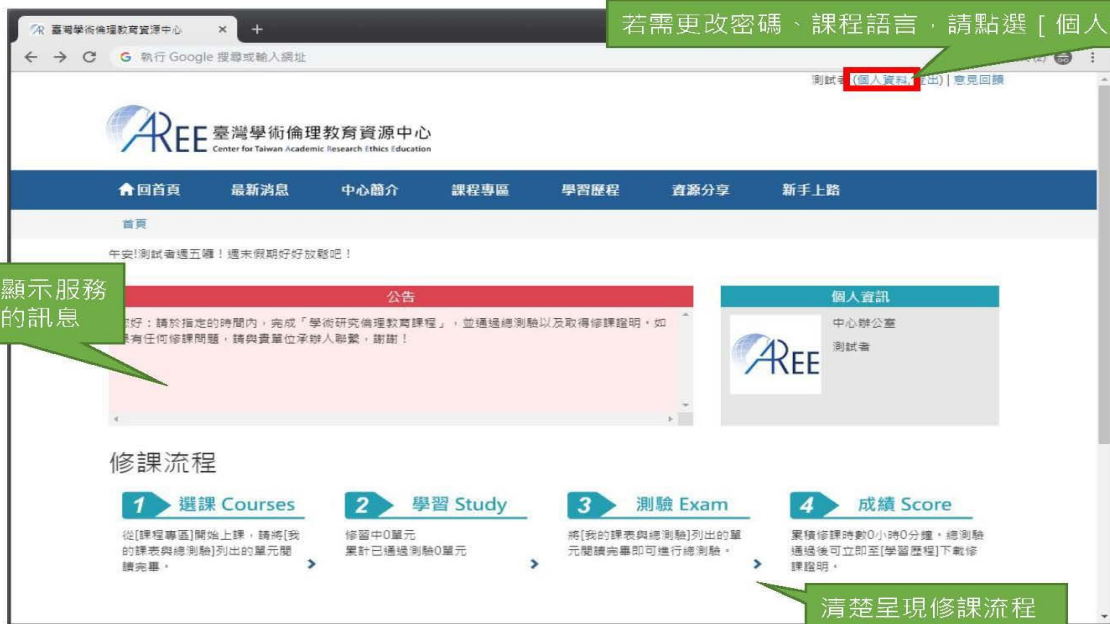 若需更改密碼、課程語言，請點選［個人
臺灣學術倫理教育資源中心
執行 Google 搜尋或輸入網址
(個人資料, 登出) | 意見回饋
AREE 臺灣學術倫理教育資源中心
Center for Taiwan Academic Research Ethics Education
回首頁 最新消息 中心簡介 課程專區 學習歷程 資源分享 新手上路
首頁
午安!測試者週五囉！週末假期好好放鬆吧！
顯示服務
的訊息
公告
好：請於指定的時間內，完成「學術研究倫理教育課程」，並通過總測驗以及取得修課證明。如
有任何修課問題，請與貴單位承辦人聯繫，謝謝！
個人資訊
AREE
中心辦公室
測試者
修課流程
1 選課 Courses
從[課程專區]開始上課，請將[我
的課表與總測驗]列出的單元閱
讀完畢。
2 學習 Study
修習中0單元
累計已通過測驗0單元
3 測驗 Exam
將[我的課表與總測驗]列出的單
元閱讀完畢即可進行總測驗。
4 成績 Score
累積修課時數0小時0分鐘，總測驗
通過後可立即至[學習歷程]下載修
課證明。
清楚呈現修課流程